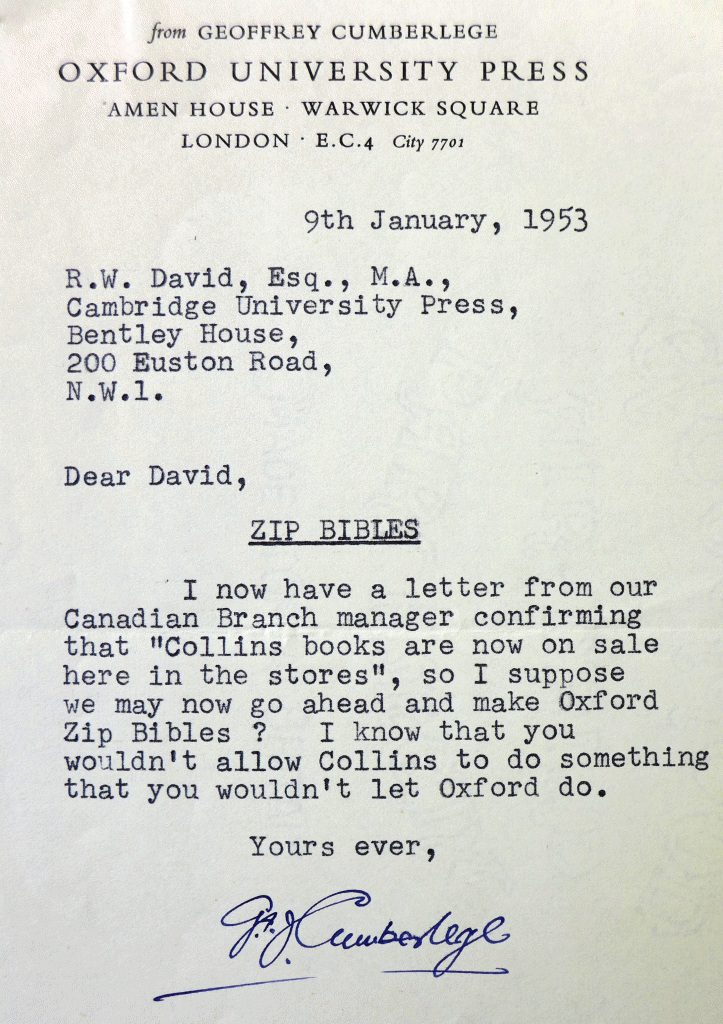 from GEOFFREY CUMBERLEGE
OXFORD UNIVERSITY PRESS
AMEN HOUSE · WARWICK SQUARE
LONDON · E.C.4 City 7701
9th January, 1953
R.W. David, Esq., M.A.,
Cambridge University Press,
Bentley House,
200 Euston Road,
N.W.1.
Dear David,
ZIP BIBLES
I now have a letter from our
Canadian Branch manager confirming
that "Collins books are now on sale
here in the stores", so I suppose
we may now go ahead and make Oxford
Zip Bibles ? I know that you
wouldn't allow Collins to do something
that you wouldn't let Oxford do.
Yours ever,
G.F.J. Cumberlege